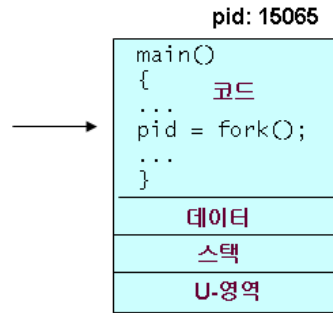 pid: 15065
main()
{
코드
...
pid = fork();
...
}
데이터
스택
U-영역